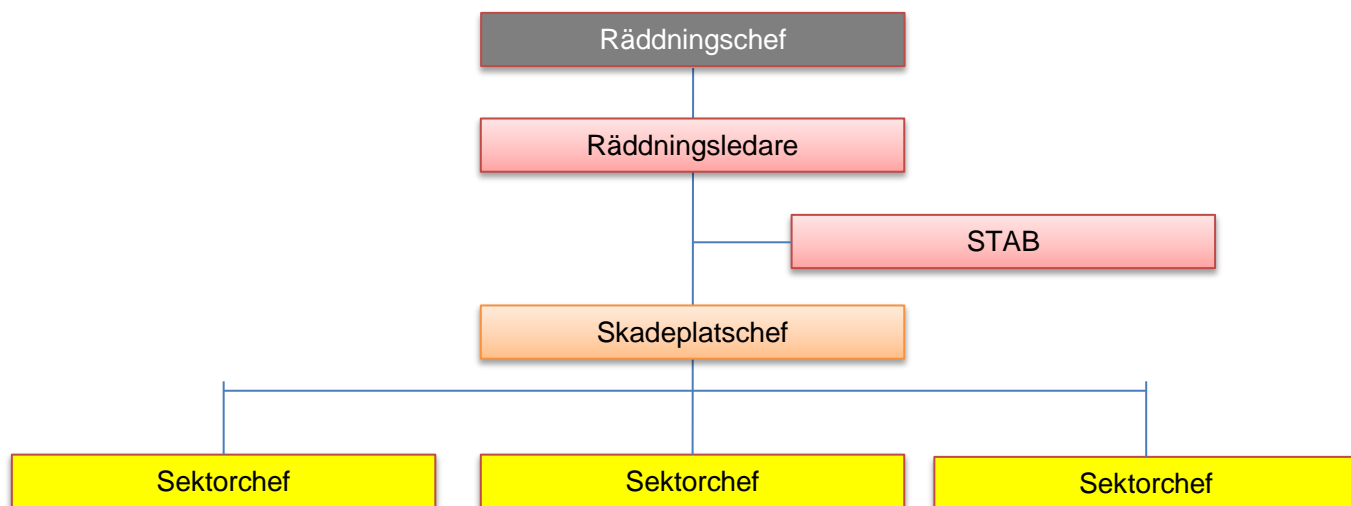 Räddningschef
Räddningsledare
STAB
Skadeplatschef
Sektorchef
Sektorchef
Sektorchef